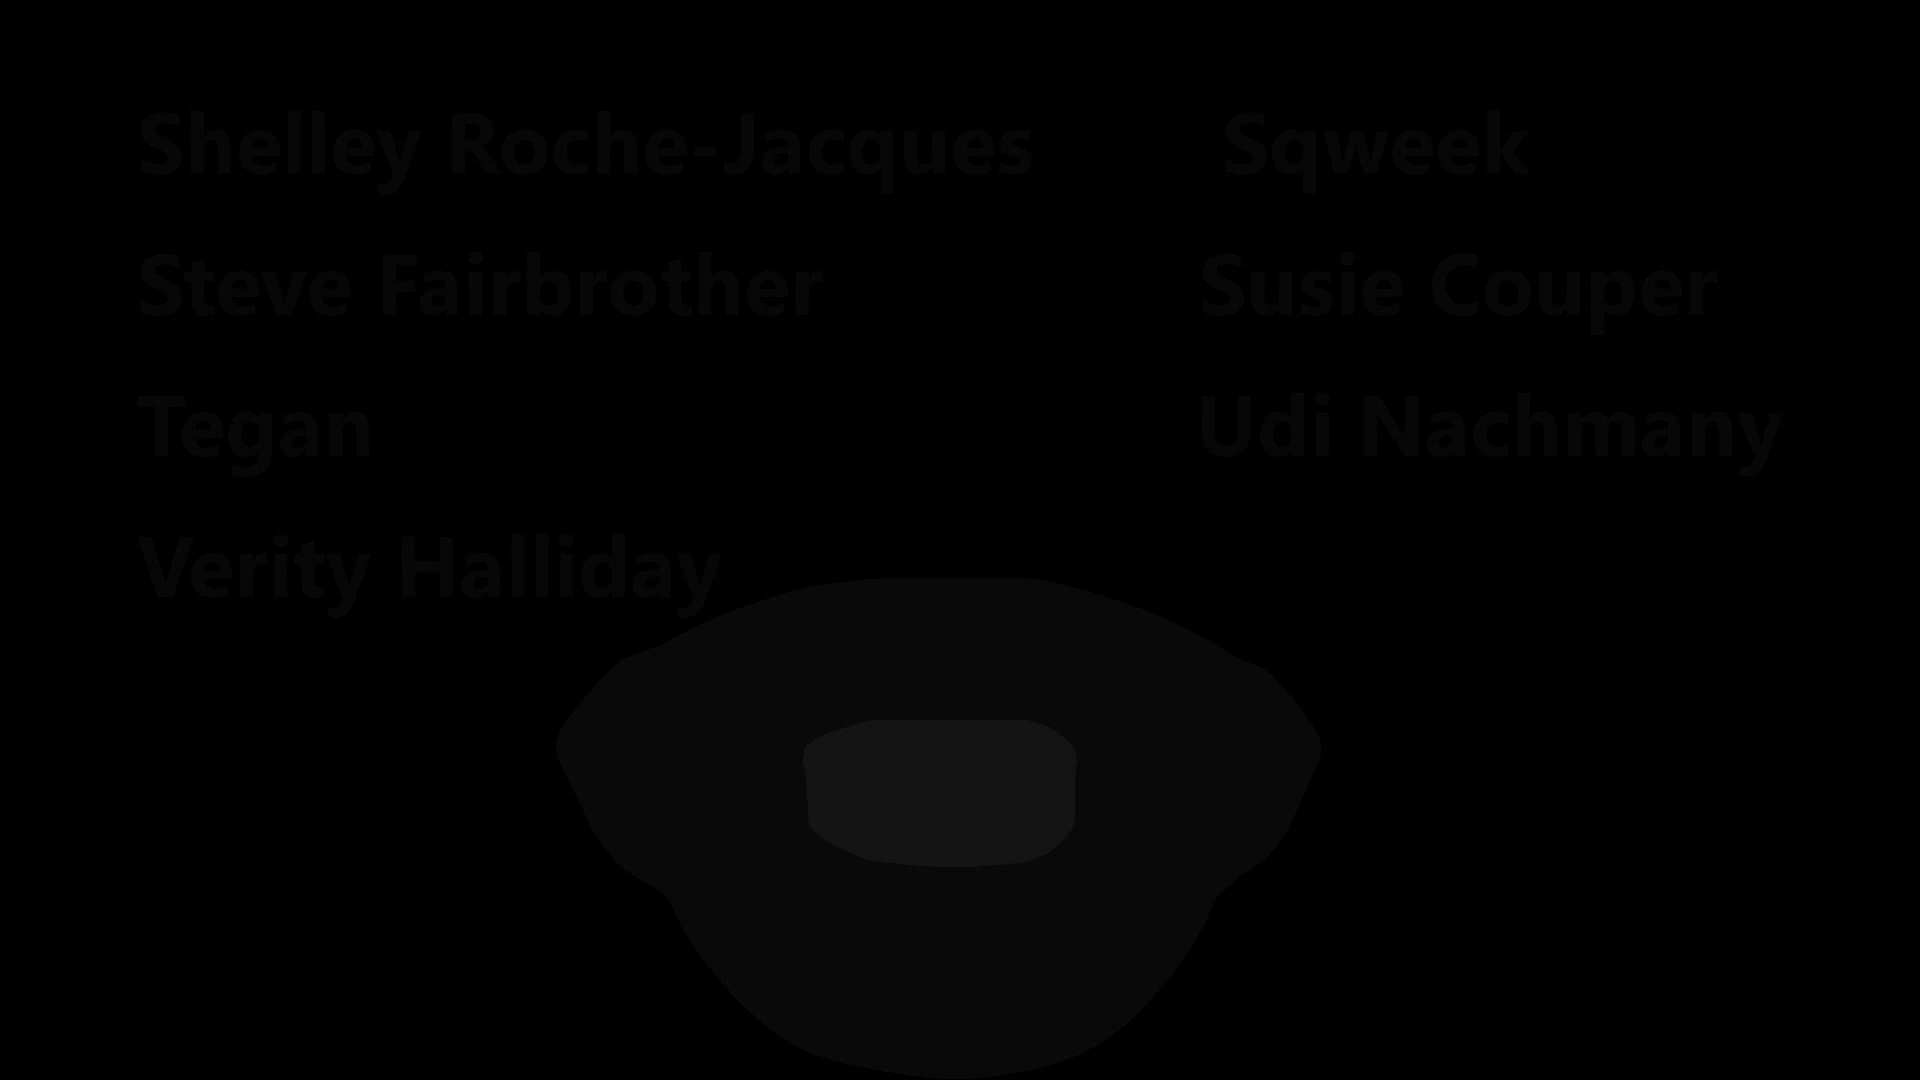 Shelley Roche-Jacques Sqweek
Steve Fairbrother Susie Couper
Tegan Udi Nachmany
Verity Halliday